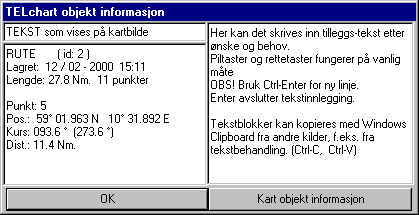 TELchart objekt informasjon
TEKST som vises på kartbilde
RUTE ( id: 2 )
Lagret: 12 / 02 - 2000 15:11
Lengde: 27.8 Nm. 11 punkter
Punkt: 5
Pos.: 59° 01.963 N 10° 31.892 E
Kurs: 093.6 ° (273.6 °)
Dist.: 11.4 Nm.
Her kan det skrives inn tilleggs-tekst etter
ønske og behov.
Piltaster og rettetaster fungerer på vanlig
måte
OBS! Bruk Ctrl-Enter for ny linje.
Enter avslutter tekstinnlegging.
Tekstblokker kan kopieres med Windows
Clipboard fra andre kilder, f.eks. fra
tekstbehandling. (Ctrl-C, Ctrl-V)
OK
Kart objekt informasjon